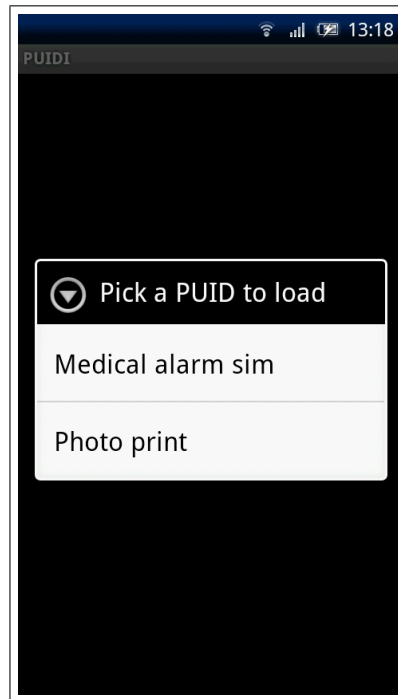 13:18
PUIDI
Pick a PUID to load
Medical alarm sim
Photo print